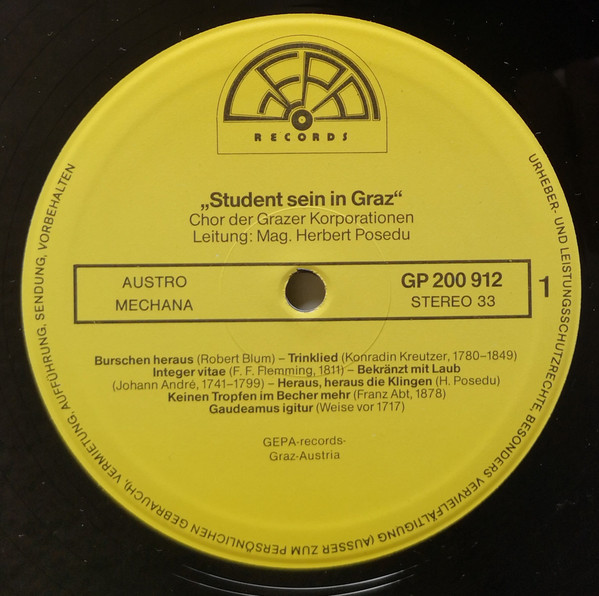 GEPA
RECORDS
„Student sein in Graz“
Chor der Grazer Korporationen
Leitung: Mag. Herbert Posedu
AUSTRO
MECHANA
GP 200 912
STEREO 33
1
Burschen heraus (Robert Blum) – Trinklied (Konradin Kreutzer, 1780–1849)
Integer vitae (F. F. Flemming, 1811) – Bekränzt mit Laub
(Johann André, 1741–1799) – Heraus, heraus die Klingen (H. Posedu)
Keinen Tropfen im Becher mehr (Franz Abt, 1878)
Gaudeamus igitur (Weise vor 1717)
GEPA-records-
Graz-Austria
URHEBER- UND LEISTUNGSSCHUTZRECHTE, BESONDERS VERVIELFÄLTIGUNG (AUSSER ZUM PERSÖNLICHEN GEBRAUCH), VERMIETUNG, AUFFÜHRUNG, SENDUNG, VORBEHALTEN